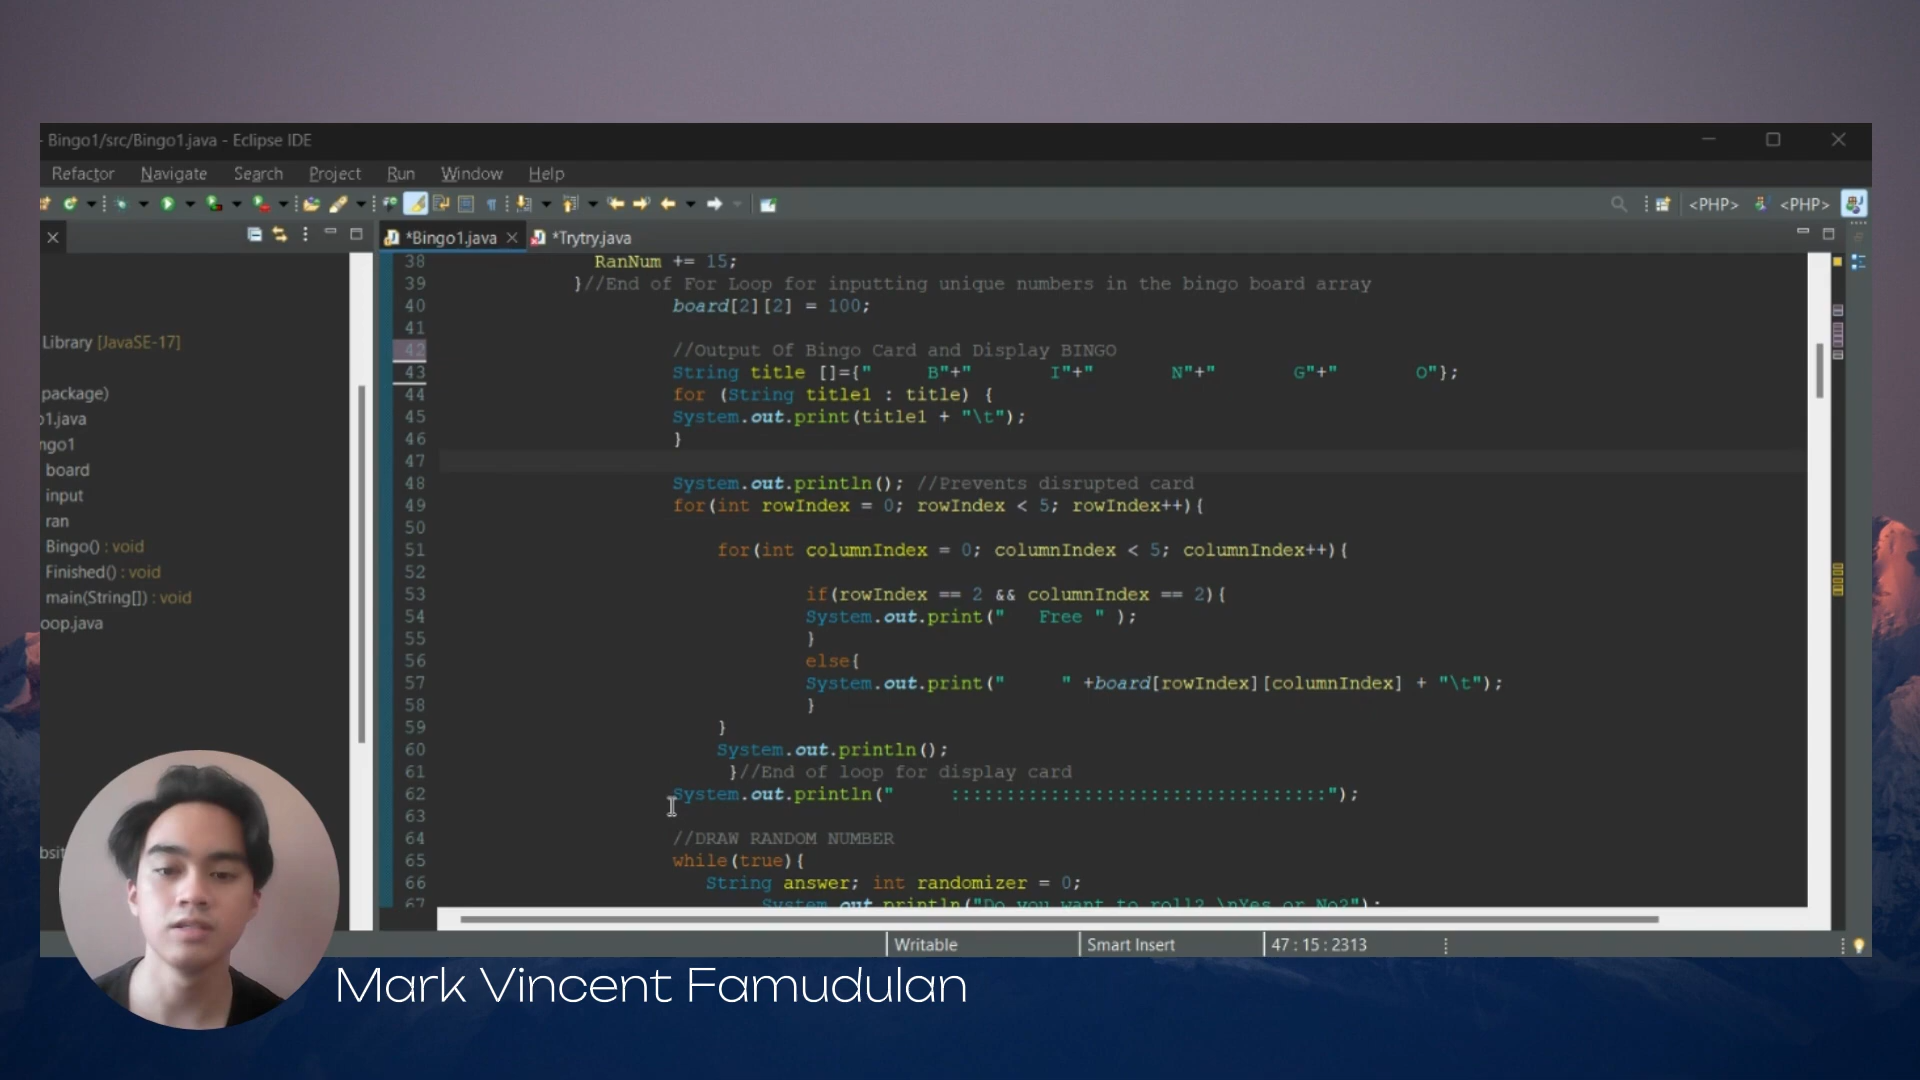 - Bingo1/src/Bingo1.java - Eclipse IDE
Refactor Navigate Search Project Run Window Help
<PHP> <PHP>
*Bingo1.java *Trytry.java
Library [JavaSE-17]
package)
o1.java
ngo1
board
input
ran
Bingo() : void
Finished() : void
main(String[]) : void
oop.java
bsit
38 RanNum += 15;
39 }//End of For Loop for inputting unique numbers in the bingo board array
40 board[2][2] = 100;
41
42 //Output Of Bingo Card and Display BINGO
43 String title []={"     B"+"       I"+"       N"+"       G"+"       O"};
44 for (String title1 : title) {
45 System.out.print(title1 + "\t");
46 }
47
48 System.out.println(); //Prevents disrupted card
49 for(int rowIndex = 0; rowIndex < 5; rowIndex++){
50
51 for(int columnIndex = 0; columnIndex < 5; columnIndex++){
52
53 if(rowIndex == 2 && columnIndex == 2){
54 System.out.print("   Free " );
55 }
56 else{
57 System.out.print("     " +board[rowIndex][columnIndex] + "\t");
58 }
59 }
60 System.out.println();
61 }//End of loop for display card
62 System.out.println("     ::::::::::::::::::::::::::::::::::");
63
64 //DRAW RANDOM NUMBER
65 while(true){
66 String answer; int randomizer = 0;
67 System.out.println("Do you want to roll? \nYes or No?");
Writable Smart Insert 47 : 15 : 2313
Mark Vincent Famudulan